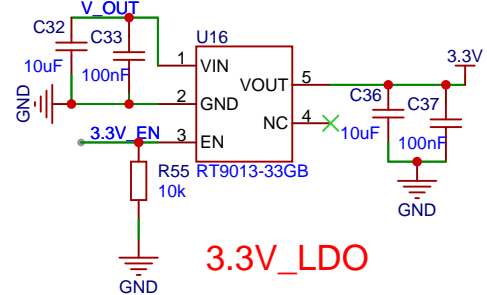 V_OUT
C32
C33
10uF
100nF
GND
U16
1
VIN
2
GND
3
EN
VOUT
5
NC
4
3.3V_EN
R55
10k
RT9013-33GB
3.3V
C36
C37
10uF
100nF
GND
GND
3.3V_LDO